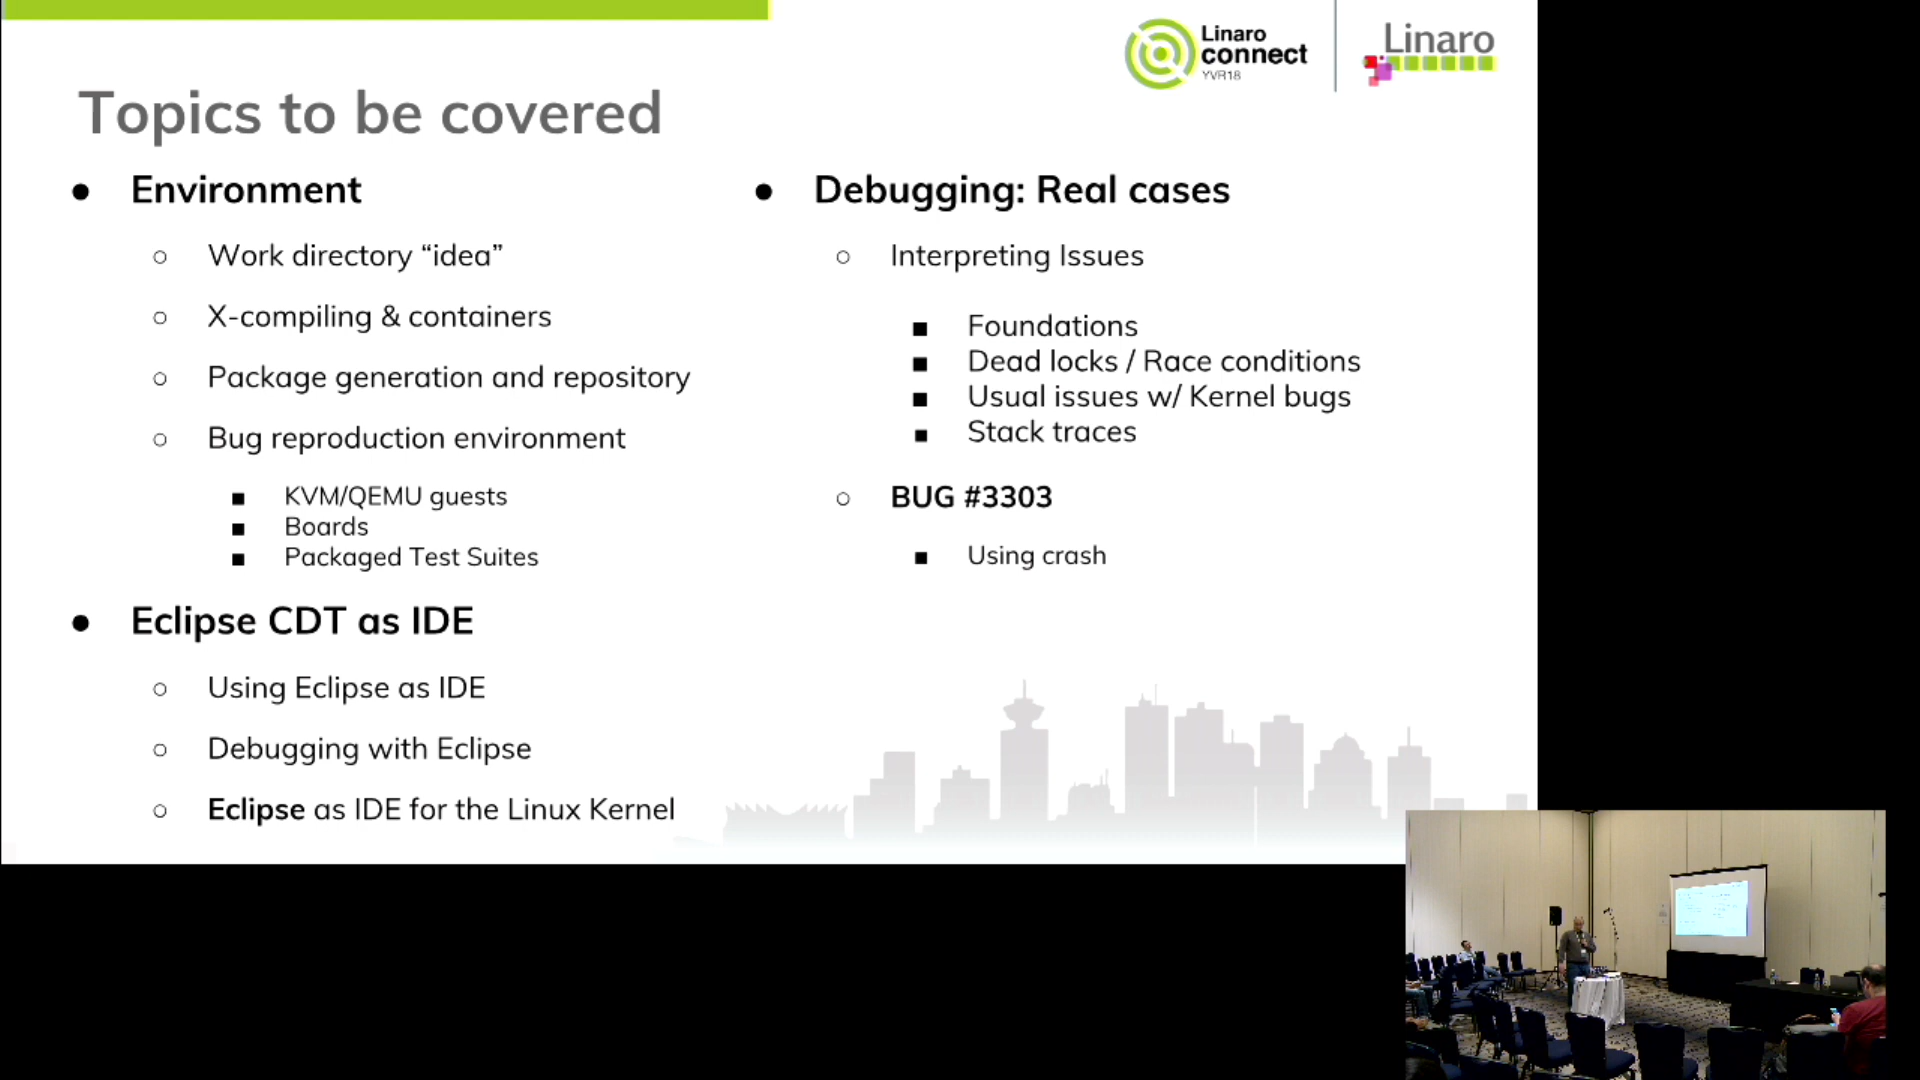 Linaro
connect
YVR18
Linaro
Topics to be covered
● Environment
○ Work directory “idea”
○ X-compiling & containers
○ Package generation and repository
○ Bug reproduction environment
■ KVM/QEMU guests
■ Boards
■ Packaged Test Suites
● Eclipse CDT as IDE
○ Using Eclipse as IDE
○ Debugging with Eclipse
○ Eclipse as IDE for the Linux Kernel
● Debugging: Real cases
○ Interpreting Issues
■ Foundations
■ Dead locks / Race conditions
■ Usual issues w/ Kernel bugs
■ Stack traces
○ BUG #3303
■ Using crash